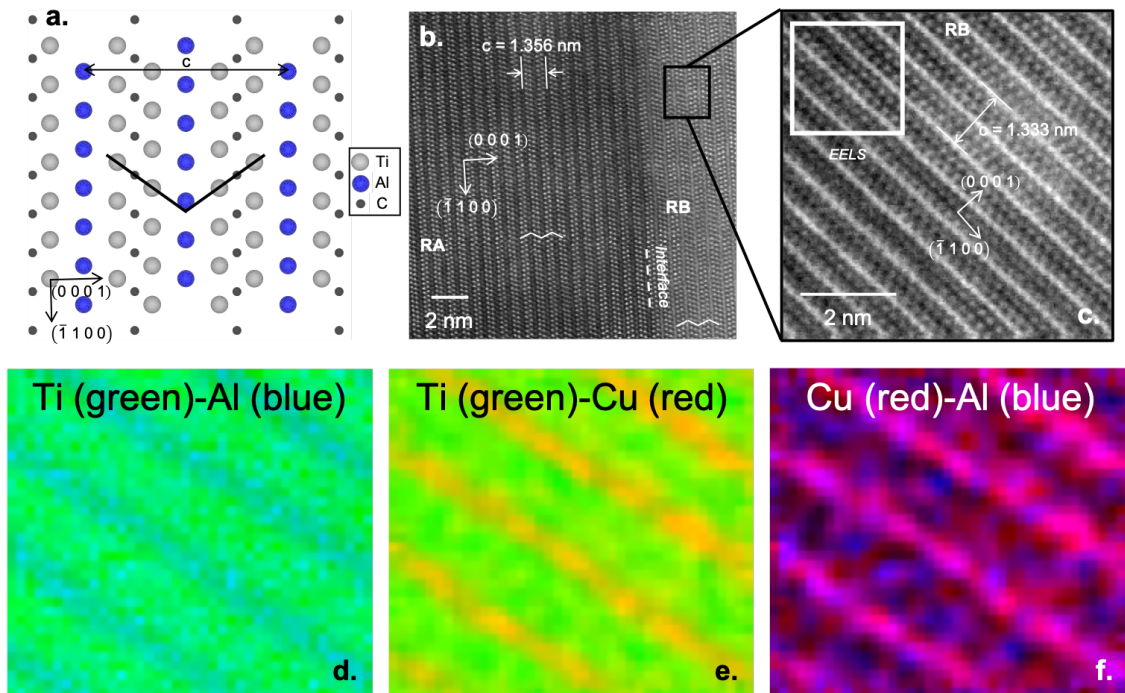 a.
c
(0 0 0 1)
(1̄ 1 0 0)
Ti
Al
C
b.
c = 1.356 nm
(0 0 0 1)
(1̄ 1 0 0)
RA
RB
Interface
2 nm
RB
c = 1.333 nm
EELS
(0 0 0 1)
(1̄ 1 0 0)
2 nm
c.
Ti (green)-Al (blue)
d.
Ti (green)-Cu (red)
e.
Cu (red)-Al (blue)
f.